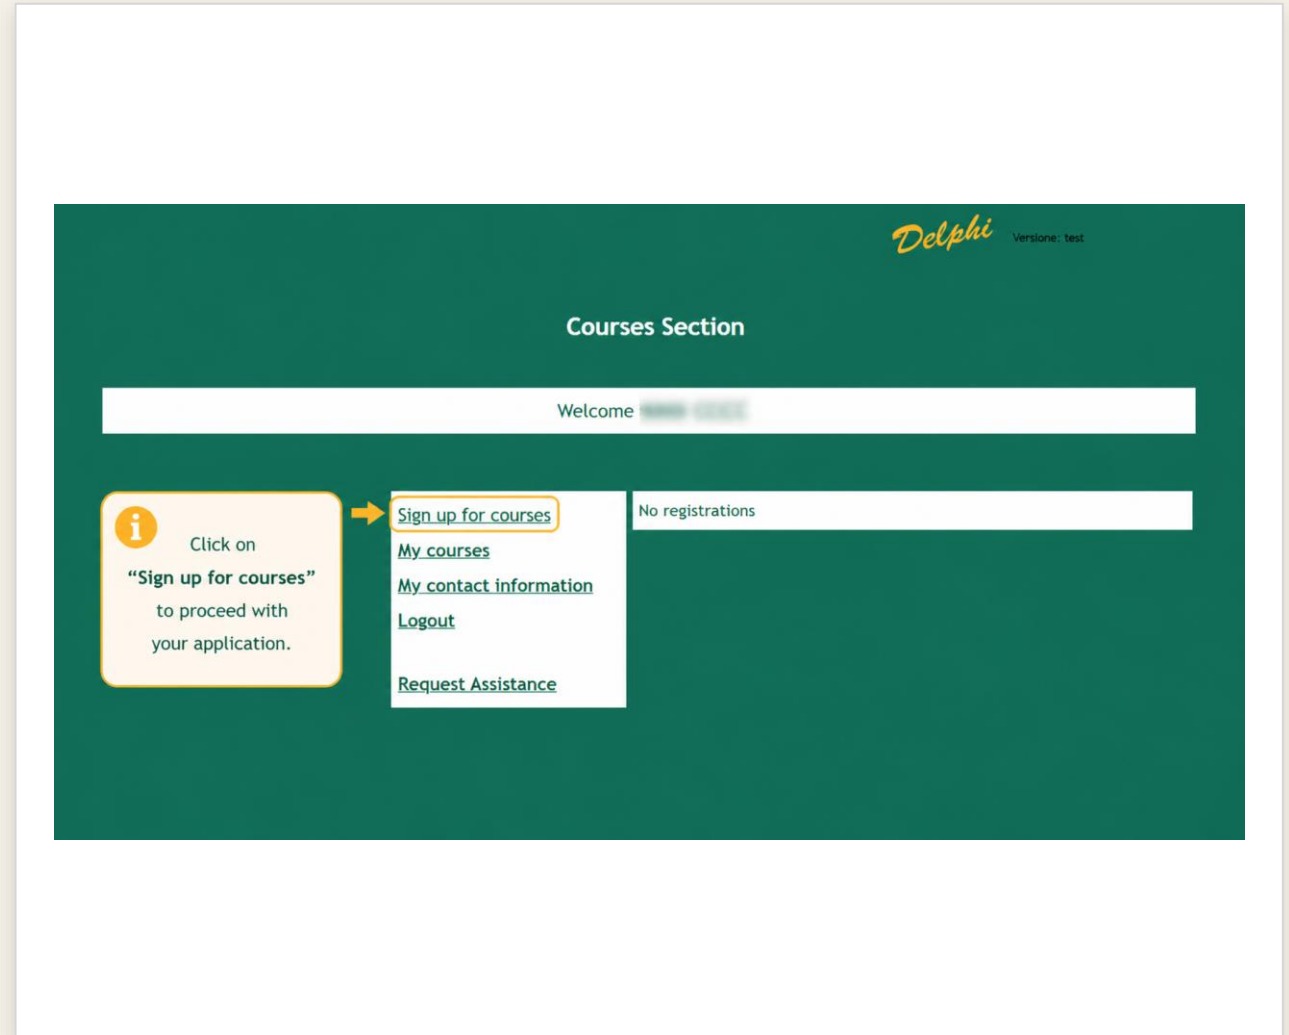 Delphi
Versione: test
Courses Section
Welcome
Click on
“Sign up for courses”
to proceed with
your application.
Sign up for courses
My courses
My contact information
Logout
Request Assistance
No registrations